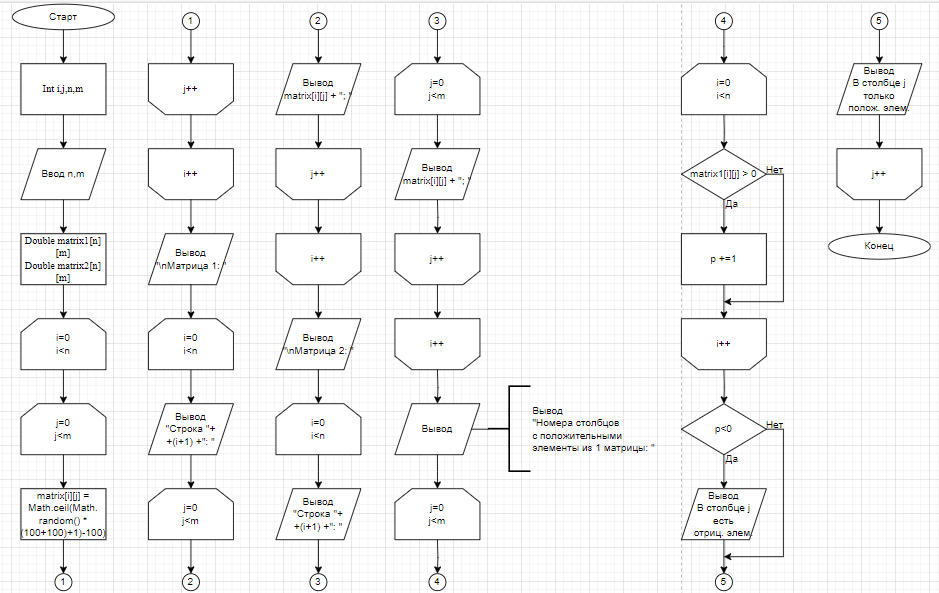 Старт
Int i,j,n,m
Ввод n,m
Double matrix1[n]
[m]
Double matrix2[n]
[m]
i=0
i<n
j=0
j<m
matrix[i][j] =
Math.ceil(Math.
random() *
(100+100)+1)-100)
1
1
j++
i++
Вывод
"\nМатрица 1: "
i=0
i<n
Вывод
"Строка "+
+(i+1) +": "
j=0
j<m
2
2
Вывод
matrix[i][j] + "; "
j++
i++
Вывод
"\nМатрица 2: "
i=0
i<n
Вывод
"Строка "+
+(i+1) +": "
3
3
j=0
j<m
Вывод
matrix[i][j] + "; "
j++
i++
Вывод
Вывод
"Номера столбцов
с положительными
элементы из 1 матрицы: "
j=0
j<m
4
4
i=0
i<n
matrix1[i][j] > 0
Нет
Да
p +=1
i++
p<0
Нет
Да
Вывод
В столбце j
есть
отриц. элем.
5
5
Вывод
В столбце j
только
полож. элем.
j++
Конец